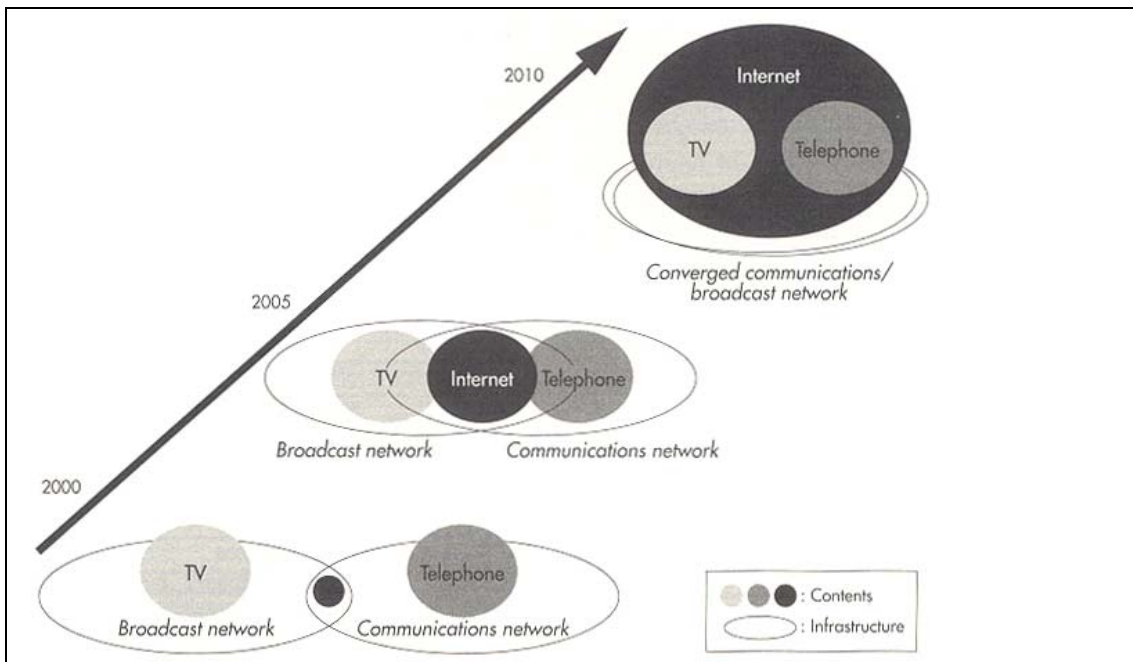 2010
Internet
TV
Telephone
Converged communications/
broadcast network
2005
TV
Internet
Telephone
Broadcast network
Communications network
2000
TV
Telephone
Broadcast network
Communications network
: Contents
: Infrastructure